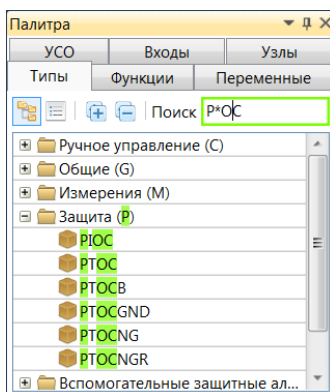 Палитра
УСО Входы Узлы
Типы Функции Переменные
Поиск P*OC
Ручное управление (C)
Общие (G)
Измерения (M)
Защита (P)
PIOC
PTOC
PTOCB
PTOCGND
PTOCNG
PTOCNGR
Вспомогательные защитные ал...